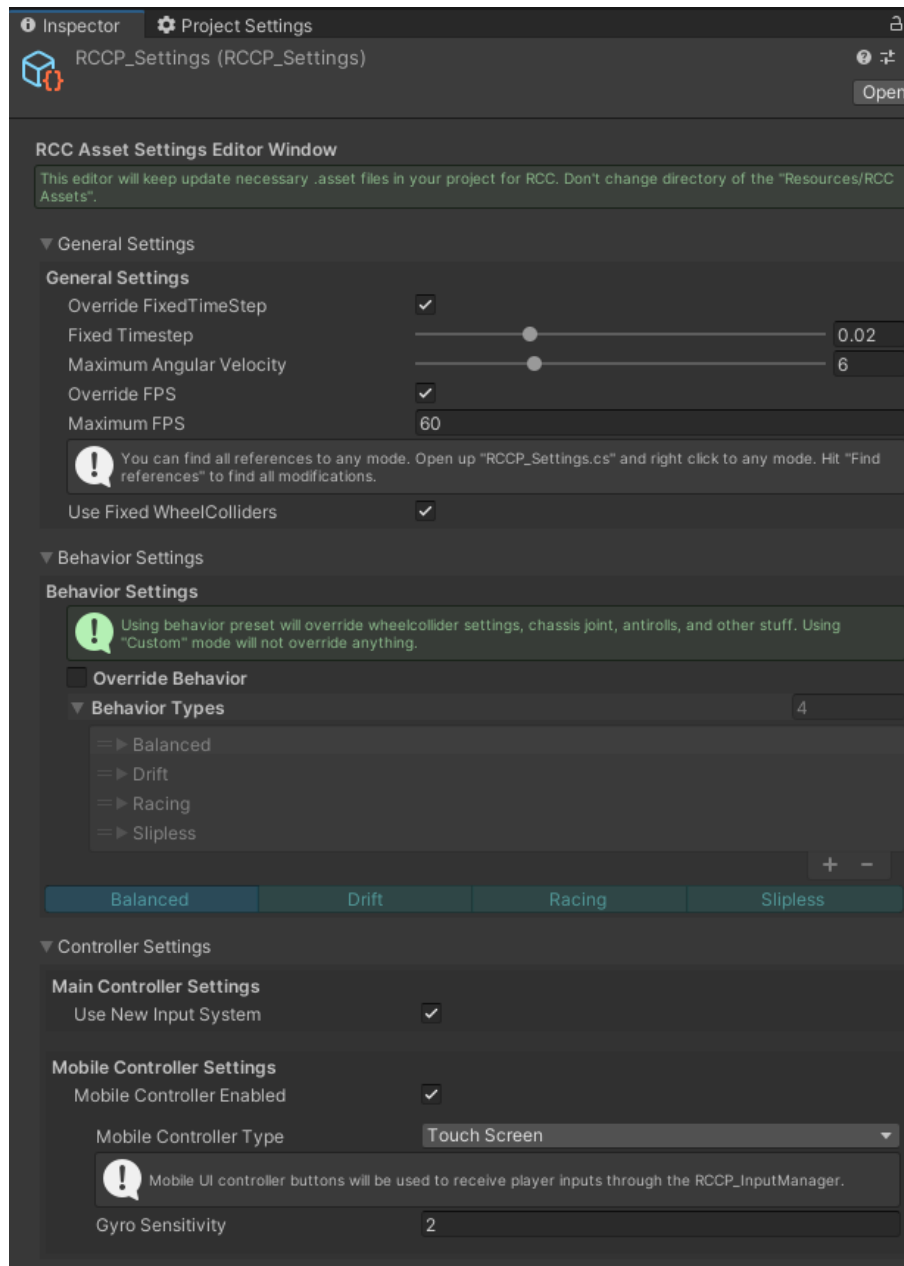 Inspector
Project Settings
RCCP_Settings (RCCP_Settings)
Open
RCC Asset Settings Editor Window
This editor will keep update necessary .asset files in your project for RCC. Don't change directory of the "Resources/RCC
Assets".
General Settings
General Settings
Override FixedTimeStep
Fixed Timestep 0.02
Maximum Angular Velocity 6
Override FPS
Maximum FPS 60
You can find all references to any mode. Open up "RCCP_Settings.cs" and right click to any mode. Hit "Find
references" to find all modifications.
Use Fixed WheelColliders
Behavior Settings
Behavior Settings
Using behavior preset will override wheelcollider settings, chassis joint, antirolls, and other stuff. Using
"Custom" mode will not override anything.
Override Behavior
Behavior Types 4
Balanced
Drift
Racing
Slipless
Balanced Drift Racing Slipless
Controller Settings
Main Controller Settings
Use New Input System
Mobile Controller Settings
Mobile Controller Enabled
Mobile Controller Type Touch Screen
Mobile UI controller buttons will be used to receive player inputs through the RCCP_InputManager.
Gyro Sensitivity 2